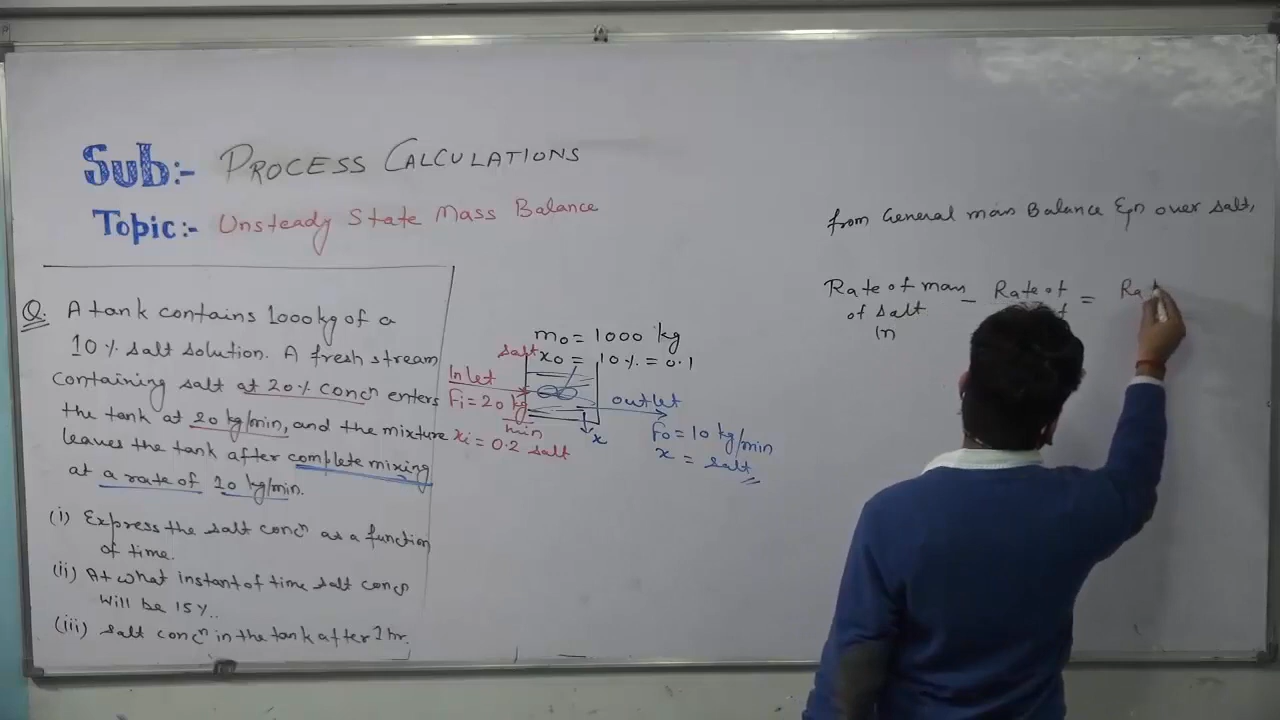 Sub:- PROCESS CALCULATIONS
Topic:- Unsteady State Mass Balance
Q. A tank contains 1000 kg of a
10% salt solution. A fresh stream
containing salt at 20% concn enters
the tank at 20 kg/min, and the mixture
leaves the tank after complete mixing
at a rate of 10 kg/min.
(i) Express the salt concn as a function
of time.
(ii) At what instant of time salt concn
will be 15%.
(iii) salt concn in the tank after 1 hr.
m0 = 1000 kg
salt x0 = 10% = 0.1
Inlet
Fi = 20 kg/min
xi = 0.2 salt
x
outlet
Fo = 10 kg/min
x = salt
from General mass Balance Eqn over salt,
Rate of mass - Rate of = Rat
of salt
In